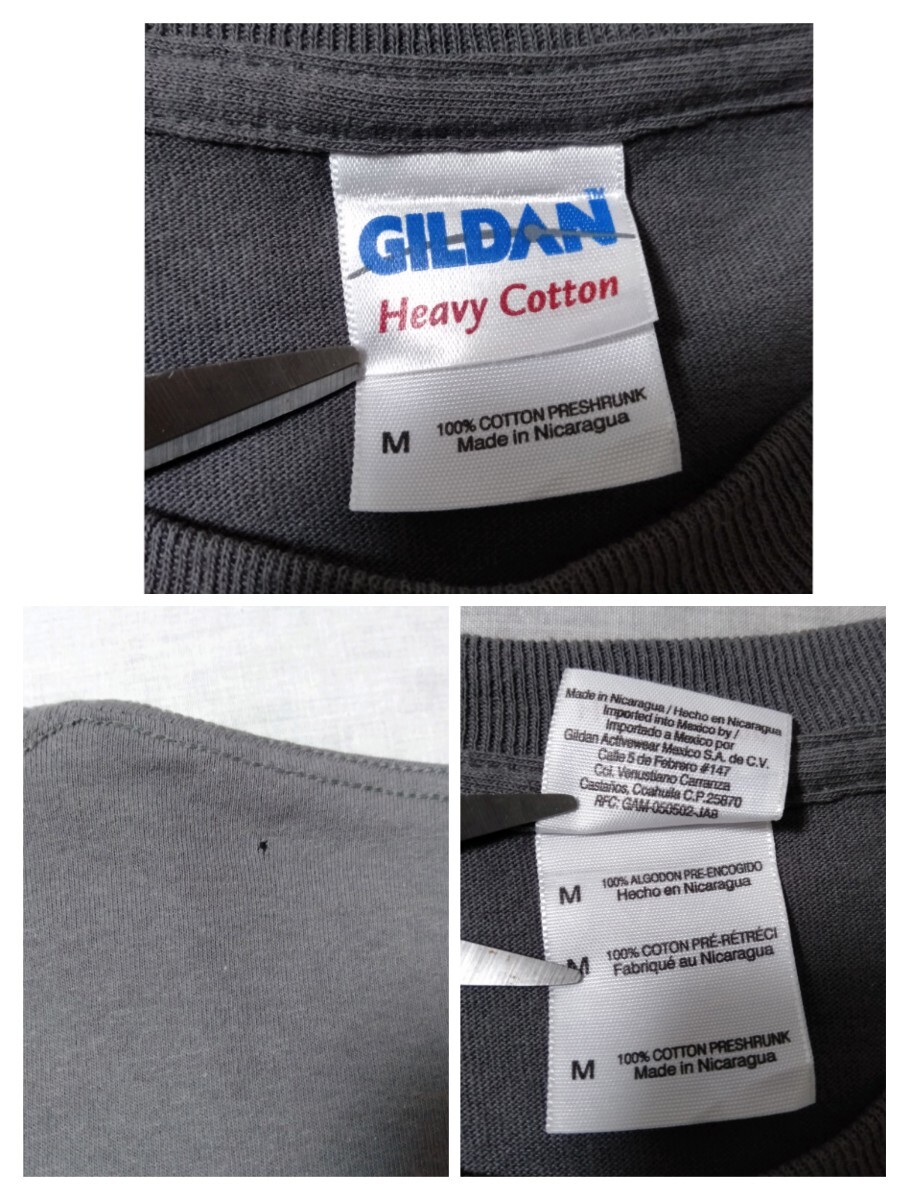 GILDAN™
Heavy Cotton
M
100% COTTON PRESHRUNK
Made in Nicaragua
Made in Nicaragua / Hecho en Nicaragua
Imported into Mexico by /
Importado a Mexico por
Gildan Activewear Mexico S.A. de C.V.
Calle 5 de Febrero #147
Col. Venustiano Carranza
Castaños, Coahuila C.P.25870
RFC: GAM-050502-JA8
M
100% ALGODON PRE-ENCOGIDO
Hecho en Nicaragua
M
100% COTON PRÉ-RÉTRÉCI
Fabriqué au Nicaragua
M
100% COTTON PRESHRUNK
Made in Nicaragua